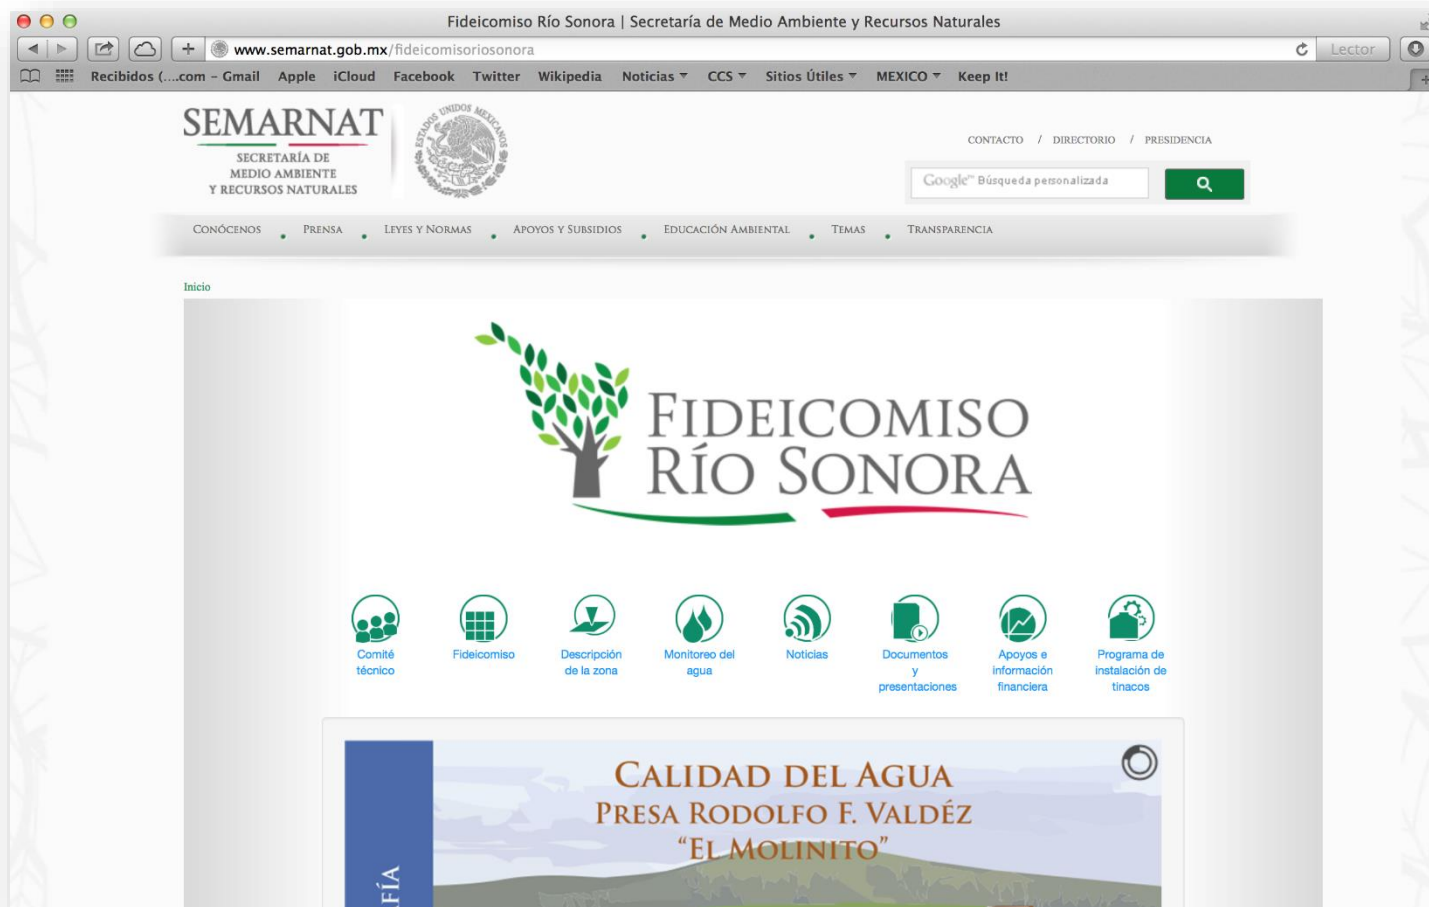 Fideicomiso Río Sonora | Secretaría de Medio Ambiente y Recursos Naturales
www.semarnat.gob.mx/fideicomisoriosonora
Lector
Recibidos (....com – Gmail Apple iCloud Facebook Twitter Wikipedia Noticias CCS Sitios Útiles MEXICO Keep It!
SEMARNAT
SECRETARÍA DE
MEDIO AMBIENTE
Y RECURSOS NATURALES
ESTADOS UNIDOS MEXICANOS
CONTACTO / DIRECTORIO / PRESIDENCIA
Google™ Búsqueda personalizada
CONÓCENOS PRENSA LEYES Y NORMAS APOYOS Y SUBSIDIOS EDUCACIÓN AMBIENTAL TEMAS TRANSPARENCIA
Inicio
FIDEICOMISO
RÍO SONORA
Comité
técnico
Fideicomiso
Descripción
de la zona
Monitoreo del
agua
Noticias
Documentos
y
presentaciones
Apoyos e
información
financiera
Programa de
instalación de
tinacos
CALIDAD DEL AGUA
PRESA RODOLFO F. VALDÉZ
“EL MOLINITO”
AFÍA